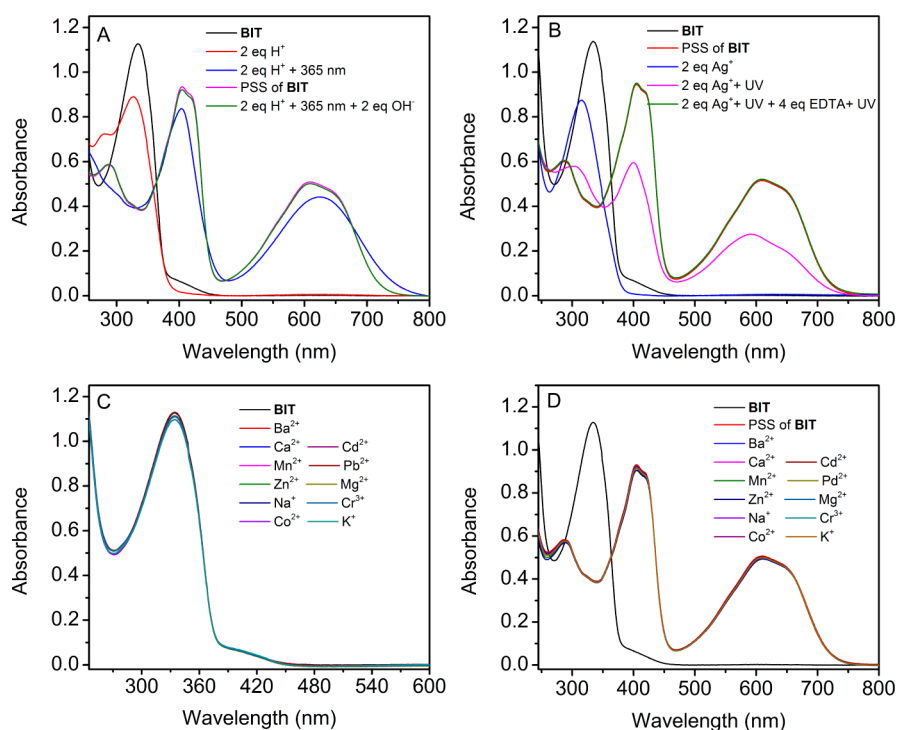 A
BIT
2 eq H⁺
2 eq H⁺ + 365 nm
PSS of BIT
2 eq H⁺ + 365 nm + 2 eq OH⁻
Absorbance
1.2
1.0
0.8
0.6
0.4
0.2
0.0
300 400 500 600 700 800
Wavelength (nm)
B
BIT
PSS of BIT
2 eq Ag⁺
2 eq Ag⁺+ UV
2 eq Ag⁺+ UV + 4 eq EDTA+ UV
Absorbance
1.2
1.0
0.8
0.6
0.4
0.2
0.0
300 400 500 600 700 800
Wavelength (nm)
C
BIT
Ba²⁺
Ca²⁺ Cd²⁺
Mn²⁺ Pb²⁺
Zn²⁺ Mg²⁺
Na⁺ Cr³⁺
Co²⁺ K⁺
Absorbance
1.2
1.0
0.8
0.6
0.4
0.2
0.0
300 360 420 480 540 600
Wavelength (nm)
D
BIT
PSS of BIT
Ba²⁺
Ca²⁺ Cd²⁺
Mn²⁺ Pd²⁺
Zn²⁺ Mg²⁺
Na⁺ Cr³⁺
Co²⁺ K⁺
Absorbance
1.2
1.0
0.8
0.6
0.4
0.2
0.0
300 400 500 600 700 800
Wavelength (nm)